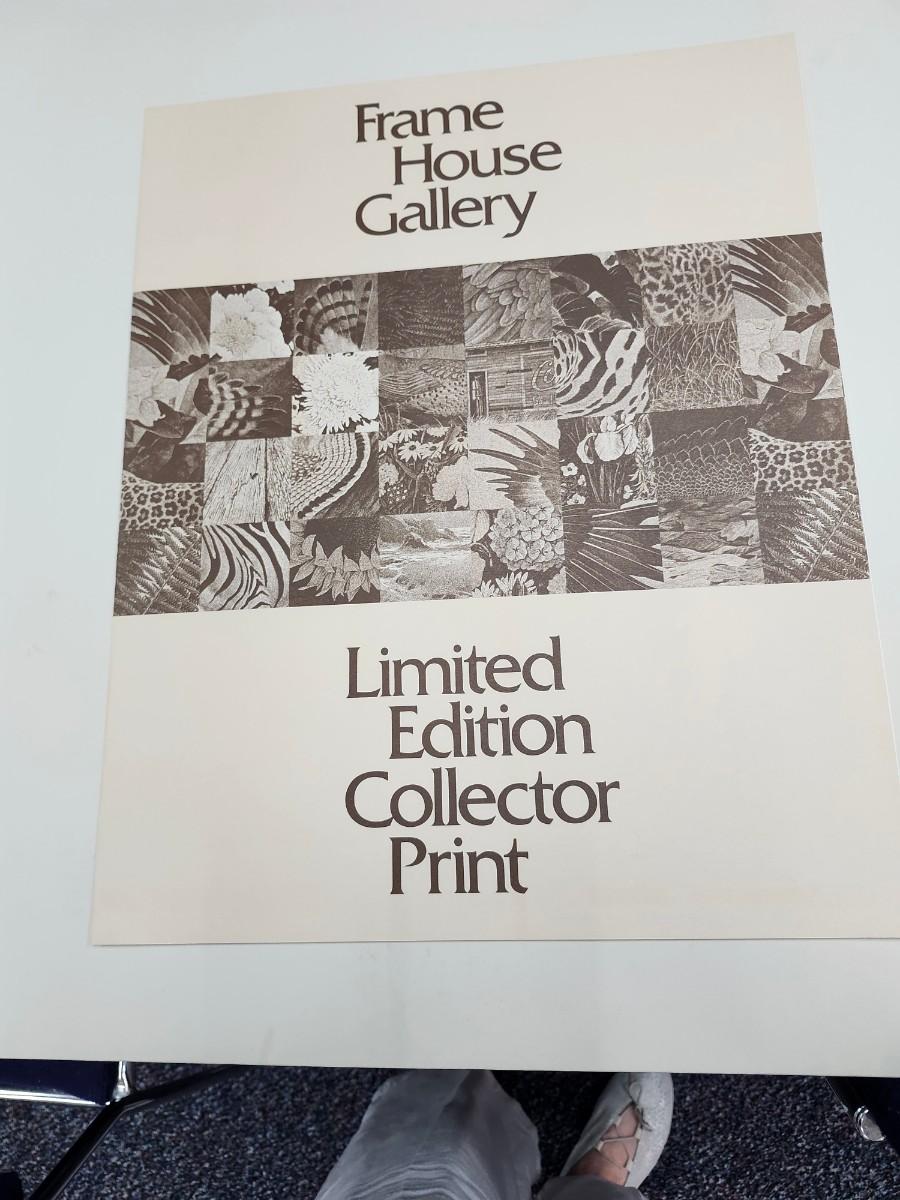 Frame
House
Gallery
Limited
Edition
Collector
Print